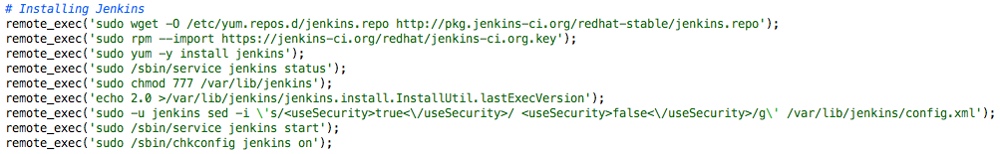 # Installing Jenkins
remote_exec('sudo wget -O /etc/yum.repos.d/jenkins.repo http://pkg.jenkins-ci.org/redhat-stable/jenkins.repo');
remote_exec('sudo rpm --import https://jenkins-ci.org/redhat/jenkins-ci.org.key');
remote_exec('sudo yum -y install jenkins');
remote_exec('sudo /sbin/service jenkins status');
remote_exec('sudo chmod 777 /var/lib/jenkins');
remote_exec('echo 2.0 >/var/lib/jenkins/jenkins.install.InstallUtil.lastExecVersion');
remote_exec('sudo -u jenkins sed -i \'s/<useSecurity>true<\/useSecurity>/ <useSecurity>false<\/useSecurity>/g\' /var/lib/jenkins/config.xml');
remote_exec('sudo /sbin/service jenkins start');
remote_exec('sudo /sbin/chkconfig jenkins on');